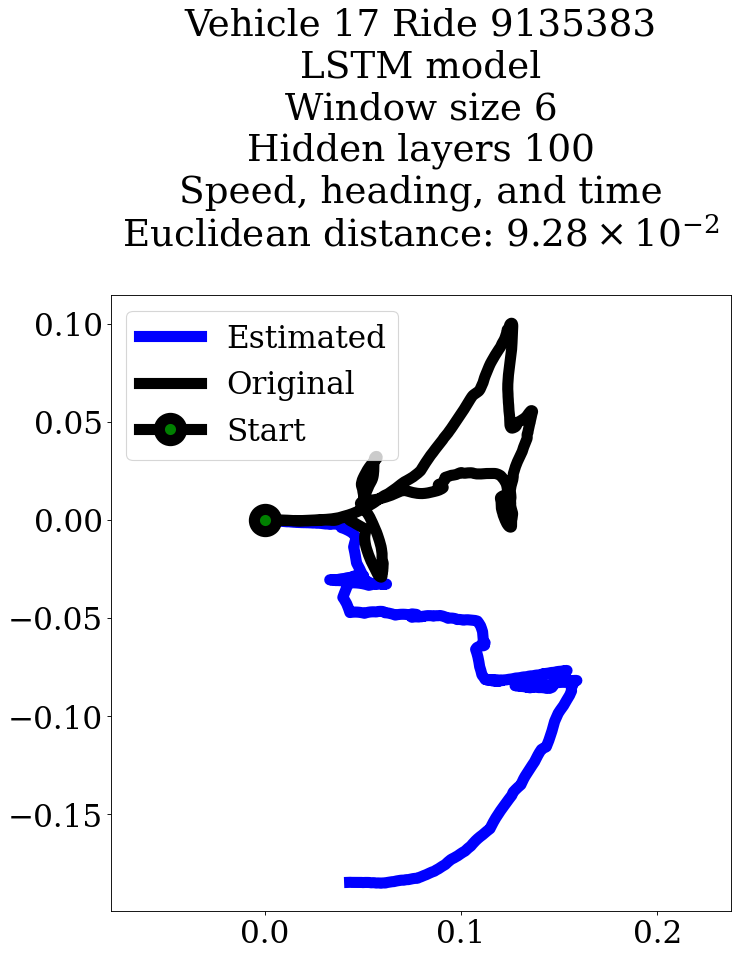 Vehicle 17 Ride 9135383
LSTM model
Window size 6
Hidden layers 100
Speed, heading, and time
Euclidean distance: 9.28 × 10⁻²
Estimated
Original
Start
0.10
0.05
0.00
−0.05
−0.10
−0.15
0.0 0.1 0.2